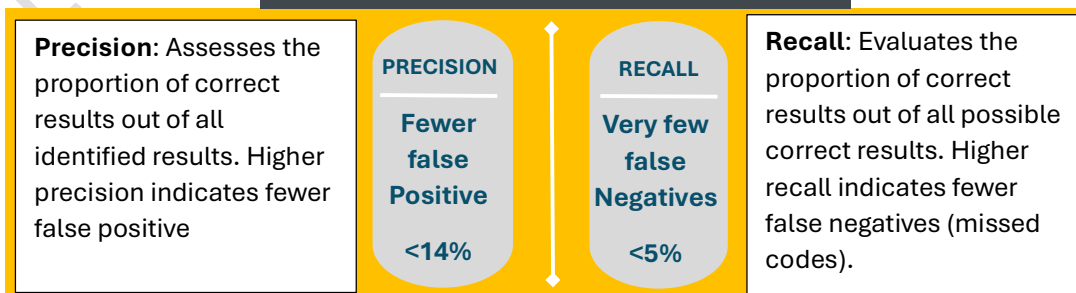 Precision: Assesses the
proportion of correct
results out of all
identified results. Higher
precision indicates fewer
false positive
PRECISION
Fewer
false
Positive
<14%
RECALL
Very few
false
Negatives
<5%
Recall: Evaluates the
proportion of correct
results out of all possible
correct results. Higher
recall indicates fewer
false negatives (missed
codes).